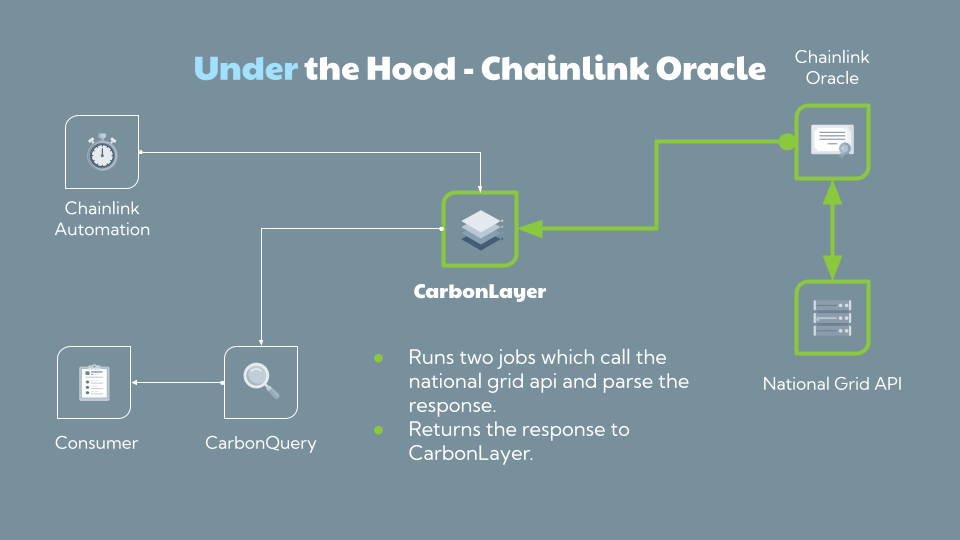 Under the Hood - Chainlink Oracle
Chainlink
Oracle
Chainlink
Automation
CarbonLayer
● Runs two jobs which call the
national grid api and parse the
response.
● Returns the response to
CarbonLayer.
National Grid API
Consumer
CarbonQuery